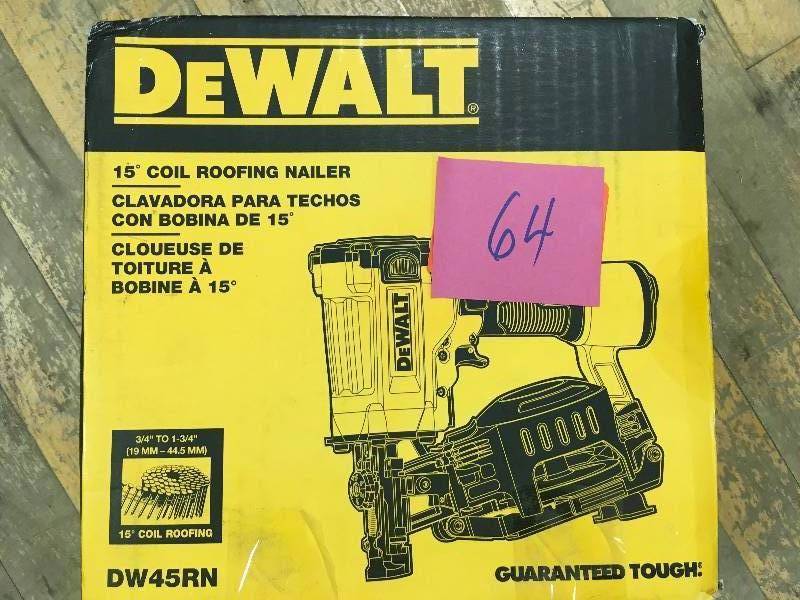 DEWALT®
15° COIL ROOFING NAILER
CLAVADORA PARA TECHOS
CON BOBINA DE 15°
CLOUEUSE DE
TOITURE À
BOBINE À 15°
64
DEWALT
3/4" TO 1-3/4"
(19 MM – 44.5 MM)
15° COIL ROOFING
DW45RN
GUARANTEED TOUGH.